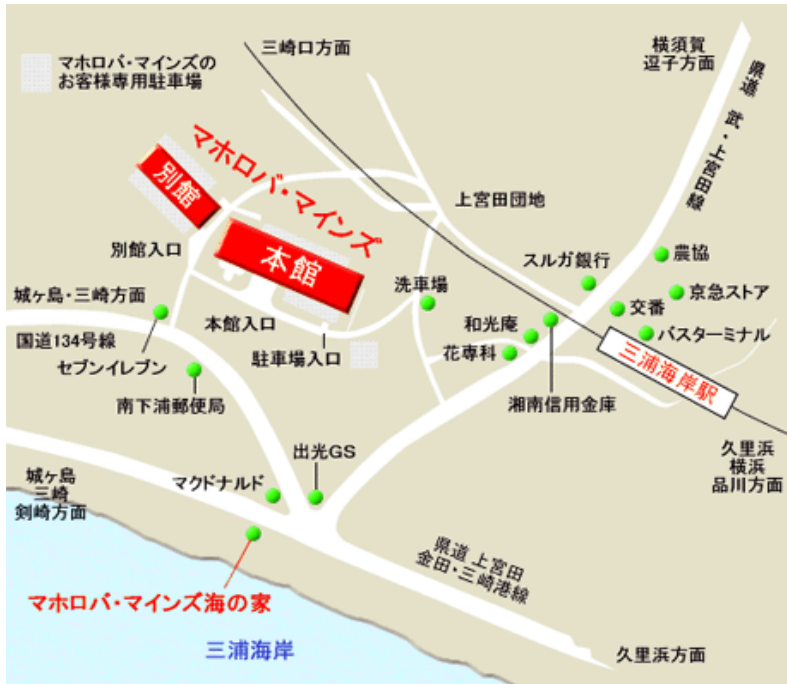 マホロバ・マインズの
お客様専用駐車場
三崎口方面
横須賀
逗子方面
県道 武・上宮田線
マホロバ・マインズ
別館
本館
上宮田団地
別館入口
スルガ銀行
農協
城ヶ島・三崎方面
洗車場
京急ストア
交番
国道134号線
本館入口
和光庵
バスターミナル
セブンイレブン
駐車場入口
花専科
三浦海岸駅
南下浦郵便局
湘南信用金庫
久里浜
横浜
品川方面
出光GS
城ヶ島
三崎
剣崎方面
マクドナルド
県道 上宮田
金田・三崎港線
マホロバ・マインズ海の家
三浦海岸
久里浜方面